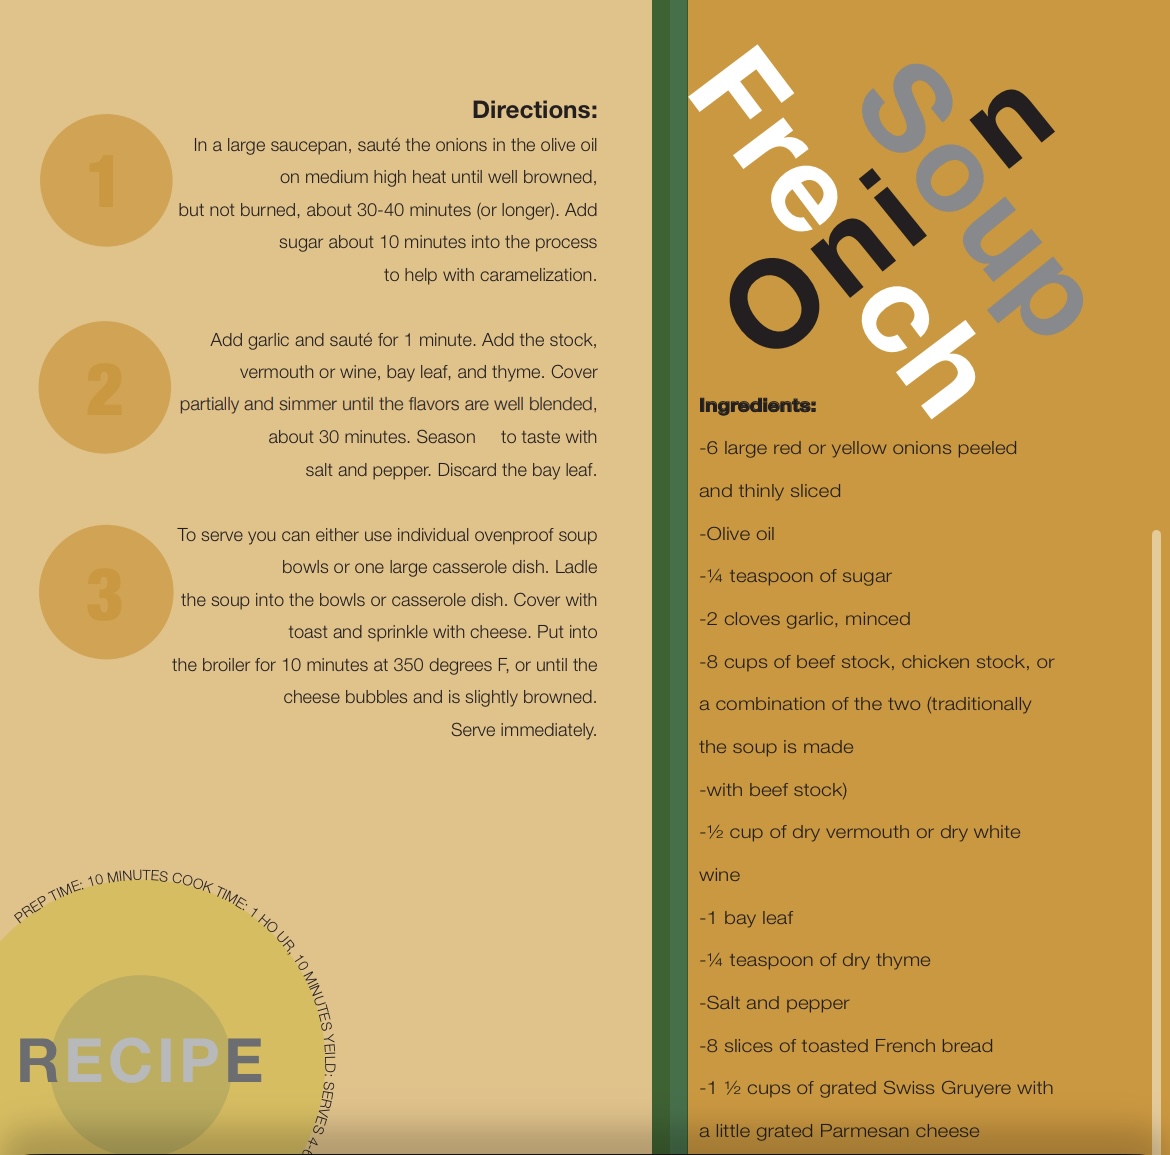 Directions:
1
In a large saucepan, sauté the onions in the olive oil
on medium high heat until well browned,
but not burned, about 30-40 minutes (or longer). Add
sugar about 10 minutes into the process
to help with caramelization.
2
Add garlic and sauté for 1 minute. Add the stock,
vermouth or wine, bay leaf, and thyme. Cover
partially and simmer until the flavors are well blended,
about 30 minutes. Season to taste with
salt and pepper. Discard the bay leaf.
3
To serve you can either use individual ovenproof soup
bowls or one large casserole dish. Ladle
the soup into the bowls or casserole dish. Cover with
toast and sprinkle with cheese. Put into
the broiler for 10 minutes at 350 degrees F, or until the
cheese bubbles and is slightly browned.
Serve immediately.
PREP TIME: 10 MINUTES COOK TIME: 1 HO UR, 10 MINUTES YEILD: SERVES 4-6
RECIPE
French
Onion
Soup
Ingredients:
-6 large red or yellow onions peeled
and thinly sliced
-Olive oil
-¼ teaspoon of sugar
-2 cloves garlic, minced
-8 cups of beef stock, chicken stock, or
a combination of the two (traditionally
the soup is made
-with beef stock)
-½ cup of dry vermouth or dry white
wine
-1 bay leaf
-¼ teaspoon of dry thyme
-Salt and pepper
-8 slices of toasted French bread
-1 ½ cups of grated Swiss Gruyere with
a little grated Parmesan cheese